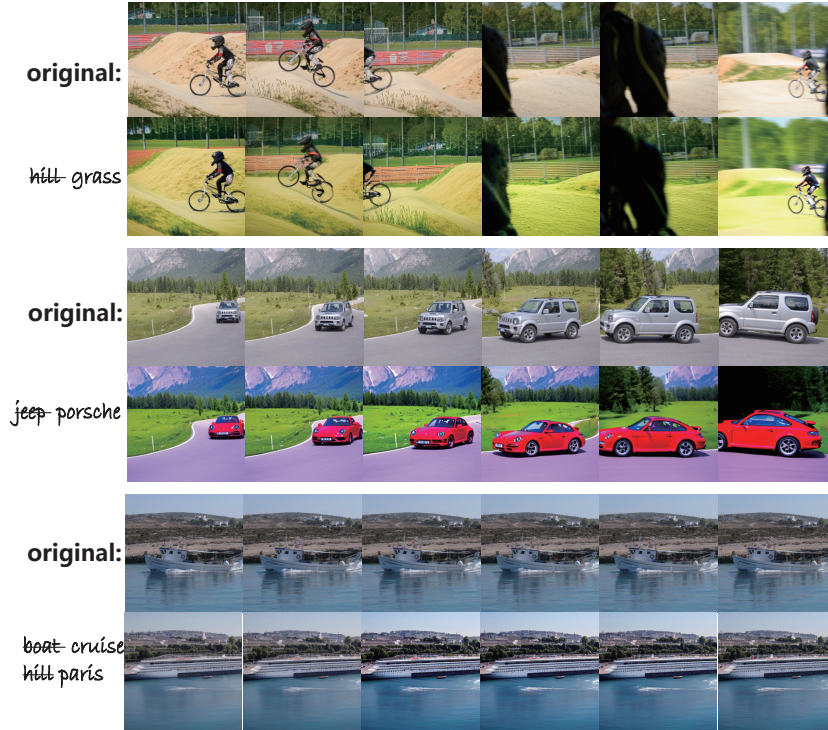 original:
hill grass
original:
jeep porsche
original:
boat cruise
hill paris